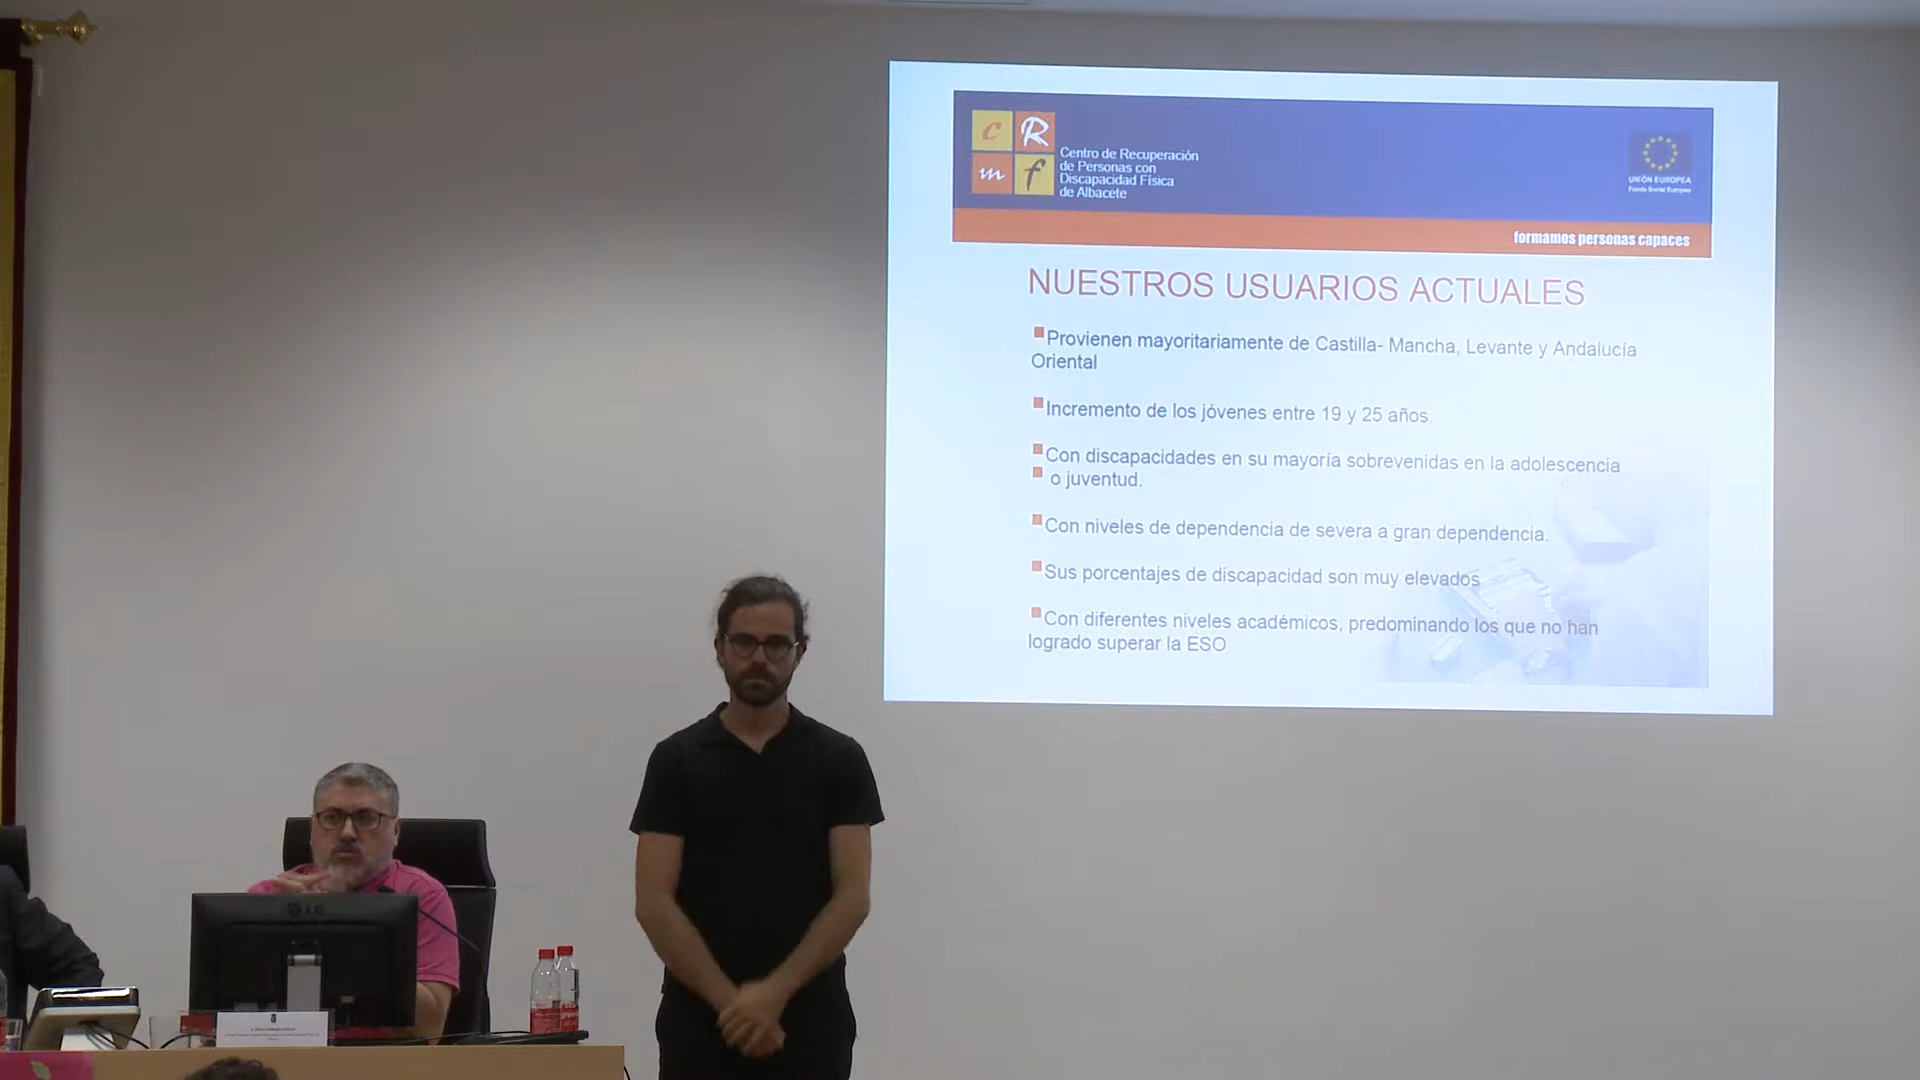 c R
m f
Centro de Recuperación
de Personas con
Discapacidad Física
de Albacete
UNIÓN EUROPEA
Fondo Social Europeo
formamos personas capaces
NUESTROS USUARIOS ACTUALES
Provienen mayoritariamente de Castilla- Mancha, Levante y Andalucía
Oriental
Incremento de los jóvenes entre 19 y 25 años.
Con discapacidades en su mayoría sobrevenidas en la adolescencia
o juventud.
Con niveles de dependencia de severa a gran dependencia.
Sus porcentajes de discapacidad son muy elevados
Con diferentes niveles académicos, predominando los que no han
logrado superar la ESO
LG